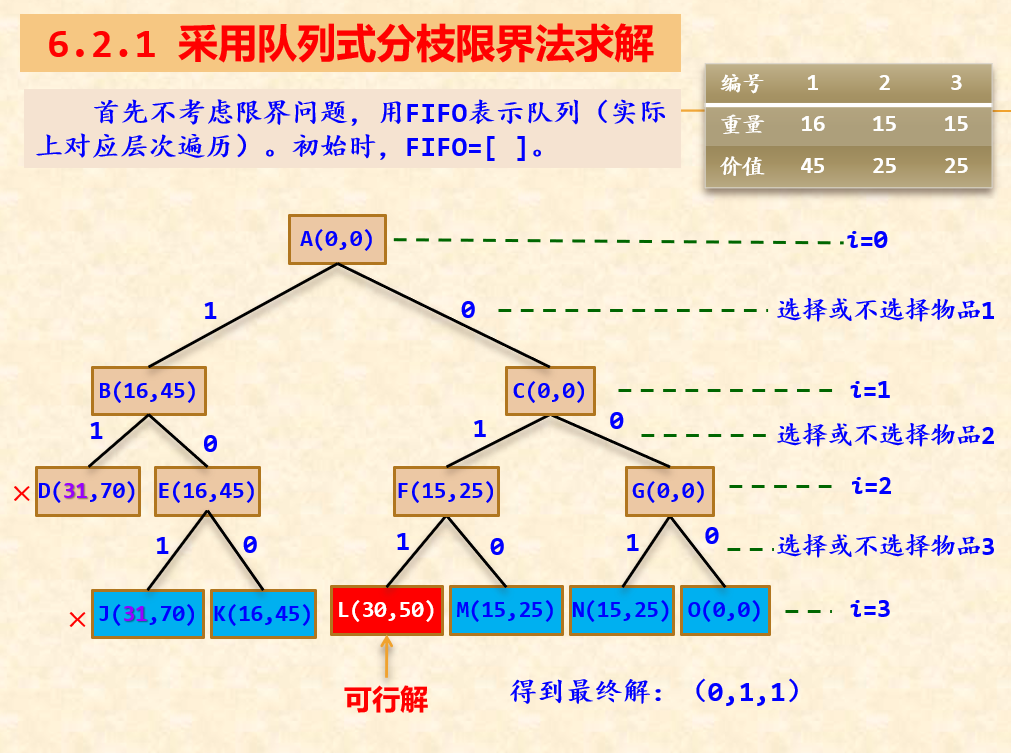 6.2.1 采用队列式分枝限界法求解
首先不考虑限界问题，用FIFO表示队列（实际
上对应层次遍历）。初始时，FIFO=[ ]。
编号 1 2 3
重量 16 15 15
价值 45 25 25
A(0,0) i=0
1 0 选择或不选择物品1
B(16,45) C(0,0) i=1
1 0 1 0 选择或不选择物品2
× D(31,70) E(16,45) F(15,25) G(0,0) i=2
1 0 1 0 1 0 选择或不选择物品3
× J(31,70) K(16,45) L(30,50) M(15,25) N(15,25) O(0,0) i=3
可行解
得到最终解：（0,1,1）